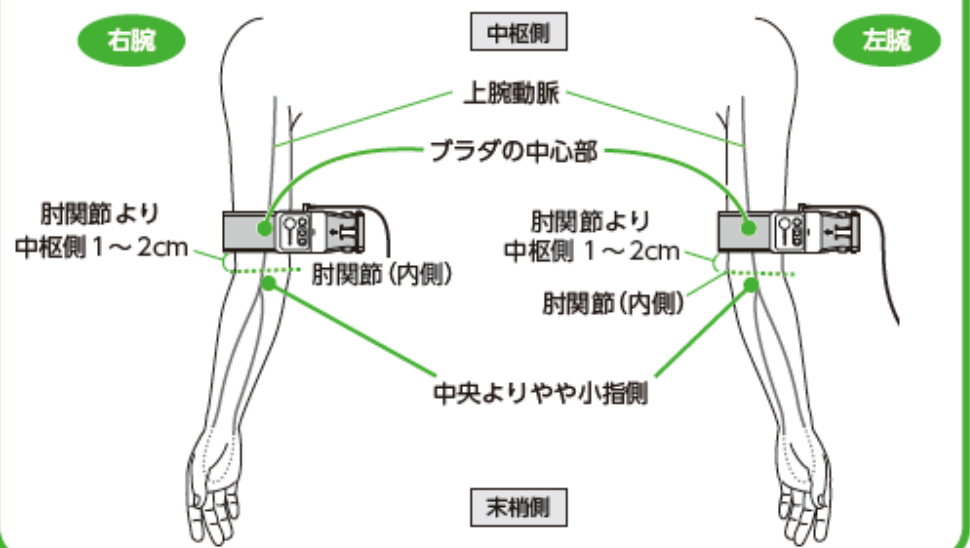 右腕
中枢側
左腕
上腕動脈
ブラダの中心部
肘関節より
中枢側 1～2cm
肘関節（内側）
肘関節より
中枢側 1～2cm
肘関節（内側）
中央よりやや小指側
末梢側